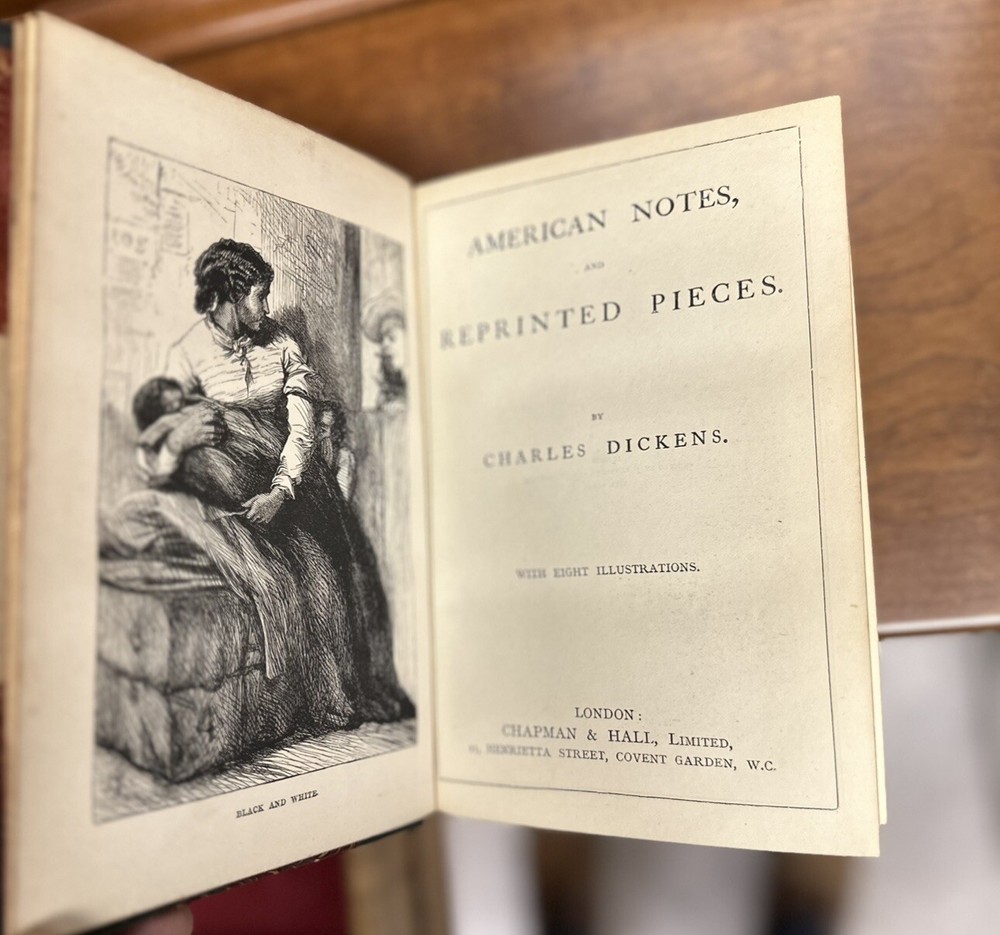 BLACK AND WHITE
AMERICAN NOTES,
AND
REPRINTED PIECES.
BY
CHARLES DICKENS.
WITH EIGHT ILLUSTRATIONS.
LONDON:
CHAPMAN & HALL, LIMITED,
HENRIETTA STREET, COVENT GARDEN, W.C.